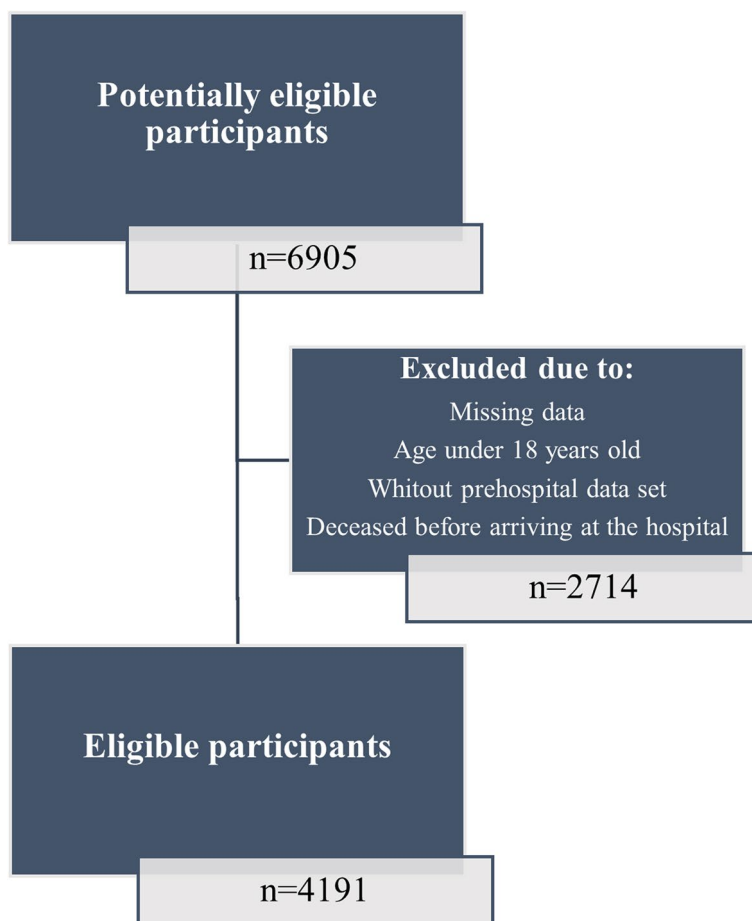 Potentially eligible
participants
n=6905
Excluded due to:
Missing data
Age under 18 years old
Whitout prehospital data set
Deceased before arriving at the hospital
n=2714
Eligible participants
n=4191